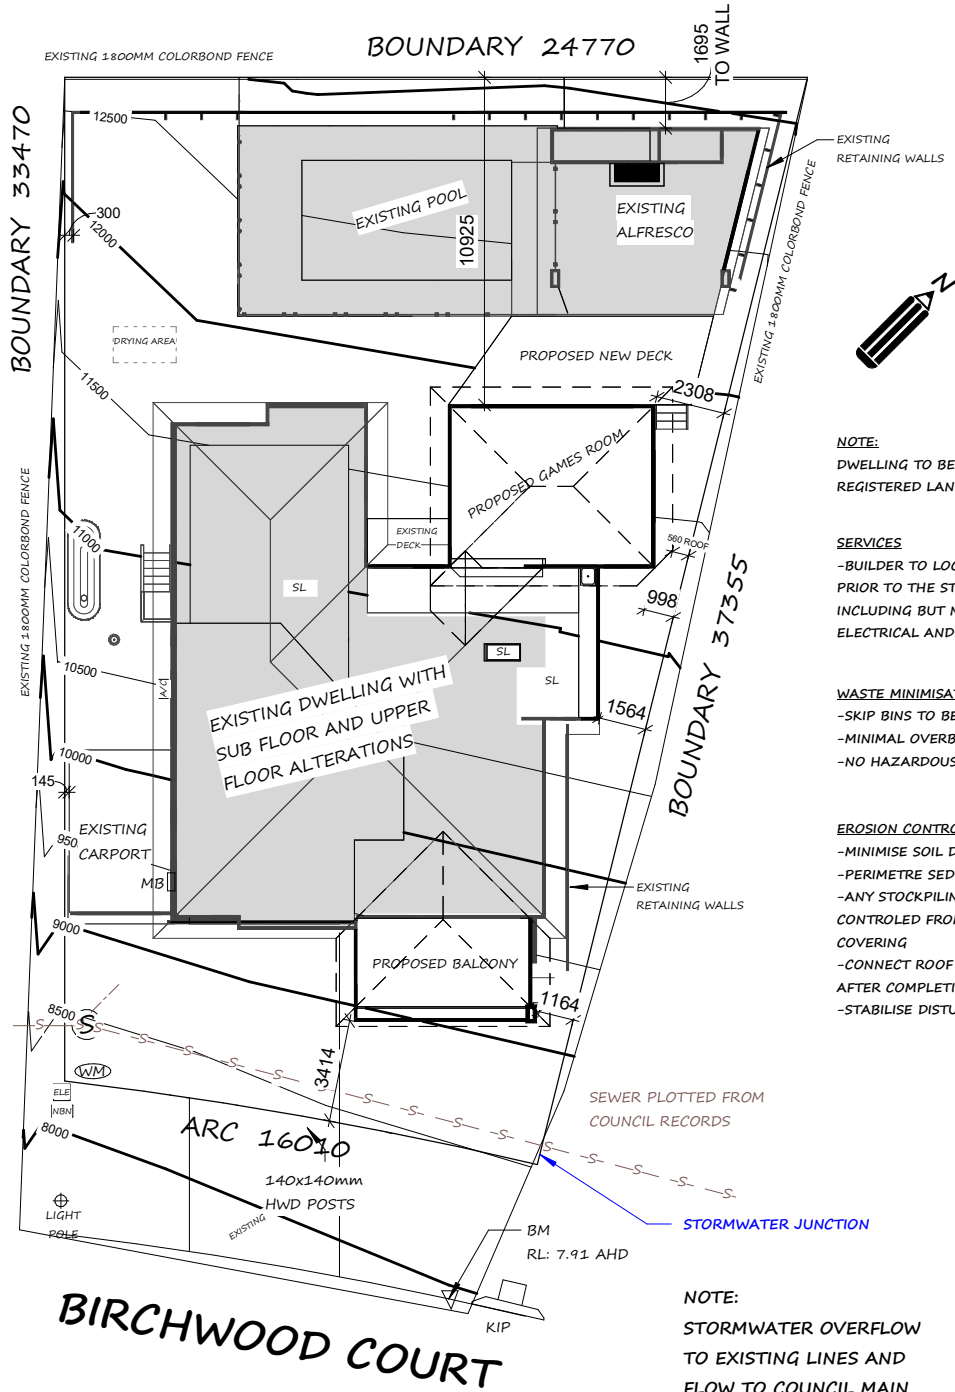 BOUNDARY 24770
1695
TO WALL
EXISTING 1800MM COLORBOND FENCE
12500
BOUNDARY 33470
300
12000
EXISTING POOL
10925
EXISTING
ALFRESCO
EXISTING
RETAINING WALLS
EXISTING 1800MM COLORBOND FENCE
N
DRYING AREA
PROPOSED NEW DECK
11500
2308
PROPOSED GAMES ROOM
NOTE:
DWELLING TO BE
REGISTERED LAN
EXISTING 1800MM COLORBOND FENCE
11000
EXISTING
DECK
560 ROOF
SERVICES
-BUILDER TO LOC
PRIOR TO THE ST
INCLUDING BUT N
ELECTRICAL AND
SL
998
BOUNDARY 37355
10500
A/C
SL
SL
EXISTING DWELLING WITH
SUB FLOOR AND UPPER
FLOOR ALTERATIONS
1564
WASTE MINIMISAT
-SKIP BINS TO BE
-MINIMAL OVERB
-NO HAZARDOUS
10000
145
950
EXISTING
CARPORT
MB
EXISTING
RETAINING WALLS
EROSION CONTRO
-MINIMISE SOIL D
-PERIMETRE SED
-ANY STOCKPILIN
CONTROLED FROM
COVERING
-CONNECT ROOF
AFTER COMPLETI
-STABILISE DISTU
9000
PROPOSED BALCONY
1164
8500
S
S S S S S S S S S S S S S S S S
WM
3414
ELE
NBN
8000
SEWER PLOTTED FROM
COUNCIL RECORDS
ARC 16010
140x140mm
HWD POSTS
EXISTING
LIGHT
POLE
STORMWATER JUNCTION
BM
RL: 7.91 AHD
KIP
BIRCHWOOD COURT
NOTE:
STORMWATER OVERFLOW
TO EXISTING LINES AND
FLOW TO COUNCIL MAIN